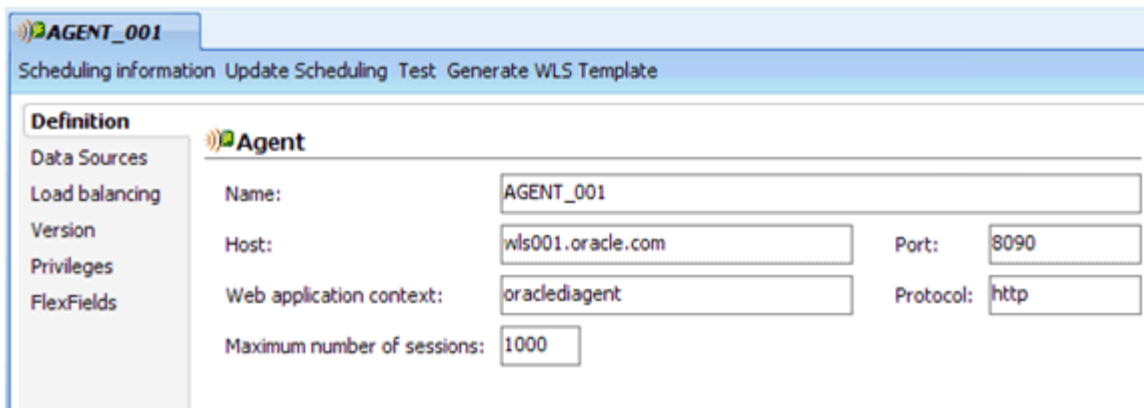 AGENT_001
Scheduling information Update Scheduling Test Generate WLS Template
Definition
Data Sources
Load balancing
Version
Privileges
FlexFields
Agent
Name: AGENT_001
Host: wls001.oracle.com Port: 8090
Web application context: oraclediagent Protocol: http
Maximum number of sessions: 1000